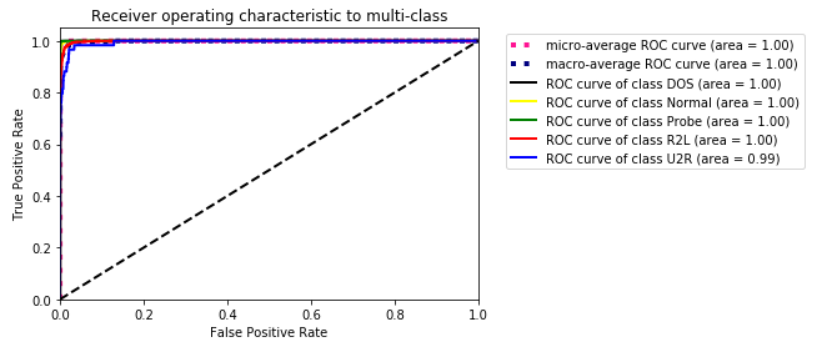 Receiver operating characteristic to multi-class
1.0
0.8
0.6
0.4
0.2
0.0
True Positive Rate
0.0 0.2 0.4 0.6 0.8 1.0
False Positive Rate
micro-average ROC curve (area = 1.00)
macro-average ROC curve (area = 1.00)
ROC curve of class DOS (area = 1.00)
ROC curve of class Normal (area = 1.00)
ROC curve of class Probe (area = 1.00)
ROC curve of class R2L (area = 1.00)
ROC curve of class U2R (area = 0.99)